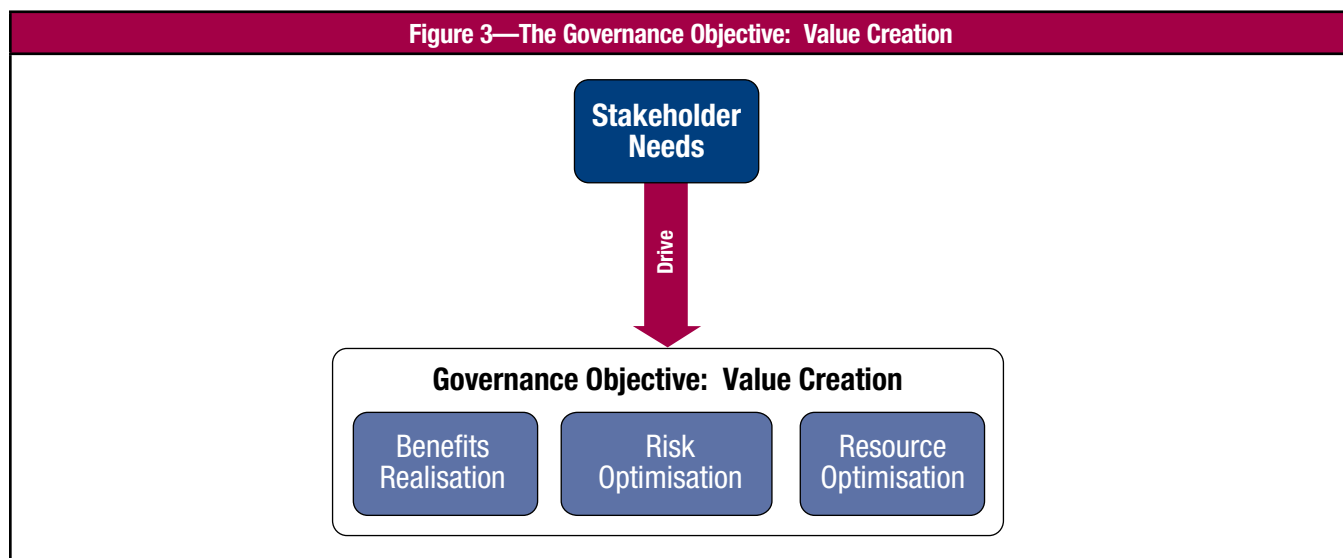 Figure 3—The Governance Objective: Value Creation
Stakeholder
Needs
Drive
Governance Objective: Value Creation
Benefits
Realisation
Risk
Optimisation
Resource
Optimisation